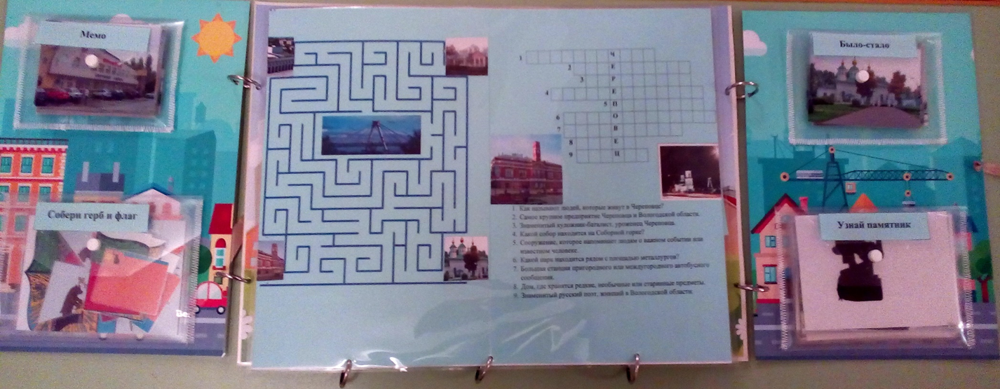 Мемо
Собери герб и флаг
Ве
1
2
3
4
5
6
7
8
9
Ч
Е
Р
Е
П
О
В
Е
Ц
1. Как называют людей, которые живут в Череповце?
2. Самое крупное предприятие Череповца и Вологодской области.
3. Знаменитый художник-баталист, уроженец Череповца.
4. Какой собор находится на Соборной горке?
5. Сооружение, которое напоминает людям о важном событии или
известном человеке.
6. Какой парк находится рядом с площадью металлургов?
7. Большая станция пригородного или междугородного автобусного
сообщения.
8. Дом, где хранятся редкие, необычные или старинные предметы.
9. Знаменитый русский поэт, живший в Вологодской области.
Было-стало
Узнай памятник